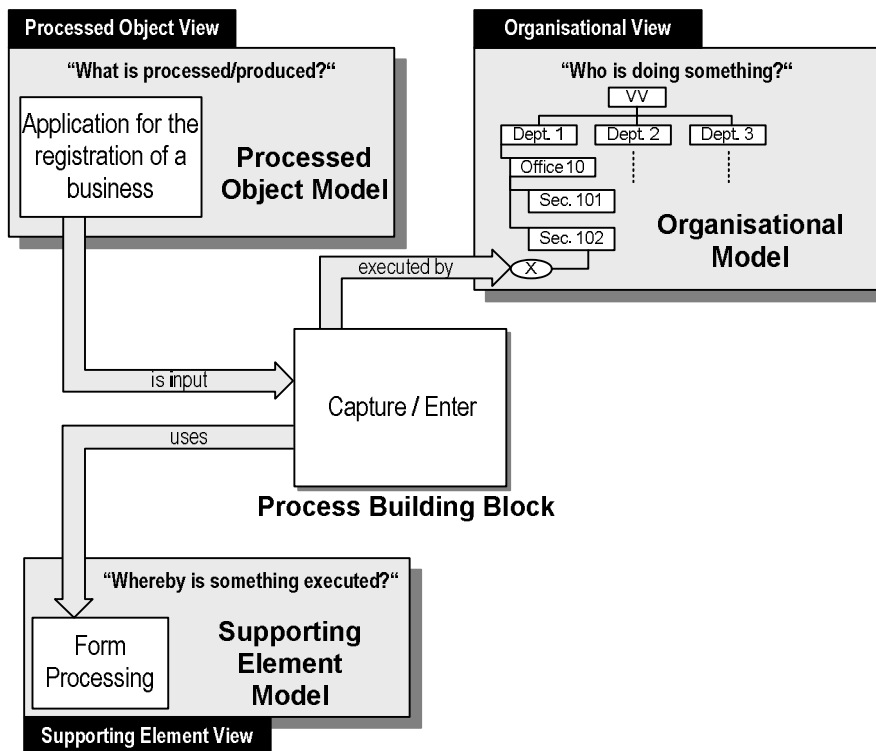 Processed Object View
“What is processed/produced?“
Application for the
registration of a
business
Processed
Object Model
Organisational View
“Who is doing something?“
VV
Dept. 1
Dept. 2
Dept. 3
Office 10
Sec. 101
Sec. 102
X
Organisational
Model
executed by
is input
uses
Capture / Enter
Process Building Block
“Whereby is something executed?“
Form
Processing
Supporting
Element
Model
Supporting Element View